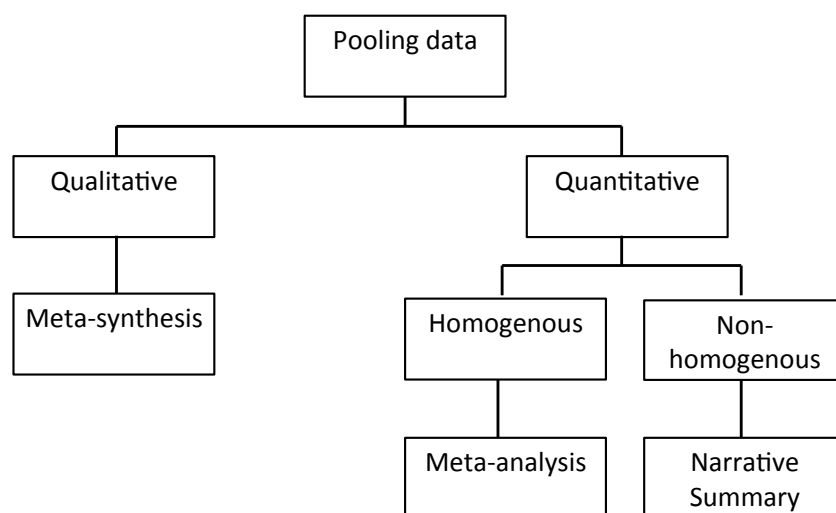 Pooling data
Qualitative
Quantitative
Meta-synthesis
Homogenous
Non-
homogenous
Meta-analysis
Narrative
Summary